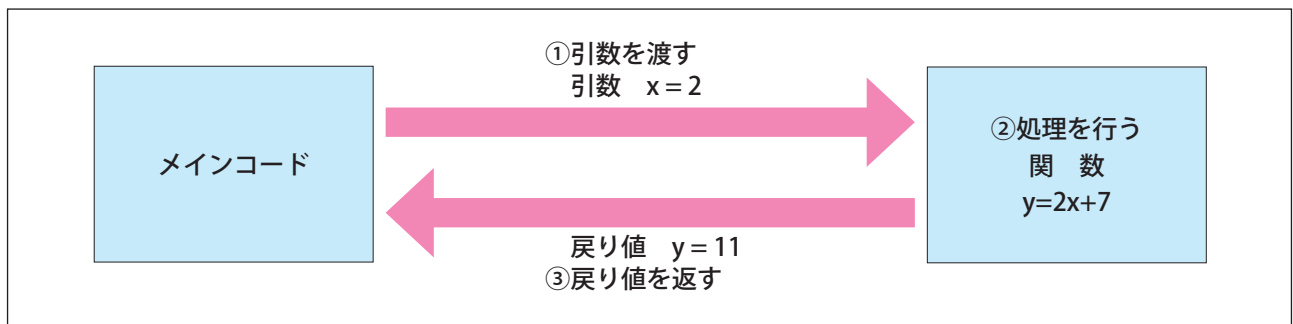 ①引数を渡す
引数　x = 2
メインコード
②処理を行う
関　数
y=2x+7
戻り値　y = 11
③戻り値を返す